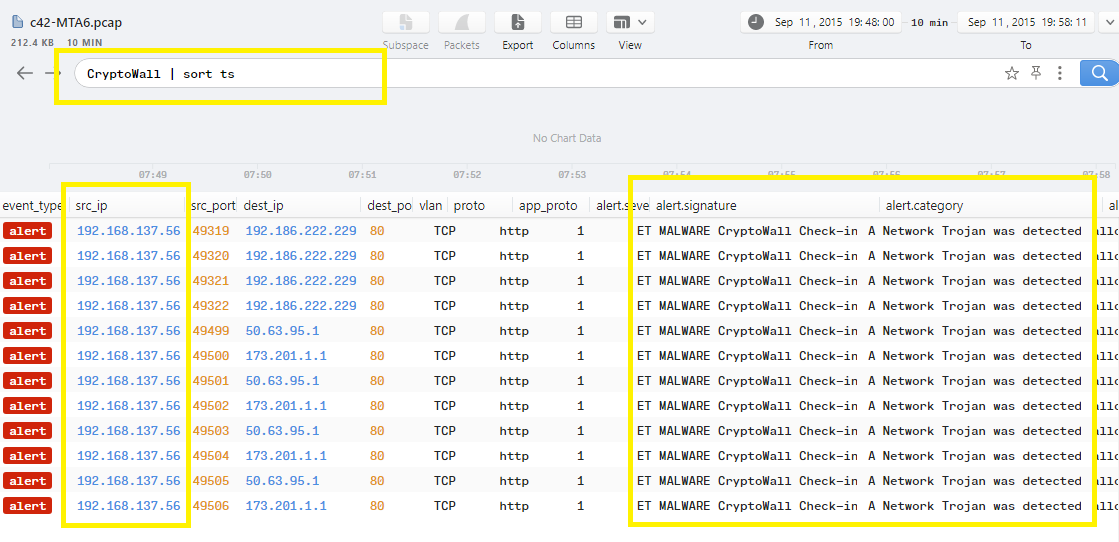 c42-MTA6.pcap
212.4 KB 10 MIN
Subspace Packets Export Columns View
Sep 11, 2015 19:48:00 10 min Sep 11, 2015 19:58:11
From To
CryptoWall | sort ts
No Chart Data
07:49 07:50 07:51 07:52 07:53 07:54 07:55 07:56 07:57 07:58
event_type src_ip src_port dest_ip dest_po vlan proto app_proto alert.seve alert.signature alert.category al
alert 192.168.137.56 49319 192.186.222.229 80 TCP http 1 ET MALWARE CryptoWall Check-in A Network Trojan was detected allo
alert 192.168.137.56 49320 192.186.222.229 80 TCP http 1 ET MALWARE CryptoWall Check-in A Network Trojan was detected allo
alert 192.168.137.56 49321 192.186.222.229 80 TCP http 1 ET MALWARE CryptoWall Check-in A Network Trojan was detected allo
alert 192.168.137.56 49322 192.186.222.229 80 TCP http 1 ET MALWARE CryptoWall Check-in A Network Trojan was detected allo
alert 192.168.137.56 49499 50.63.95.1 80 TCP http 1 ET MALWARE CryptoWall Check-in A Network Trojan was detected allo
alert 192.168.137.56 49500 173.201.1.1 80 TCP http 1 ET MALWARE CryptoWall Check-in A Network Trojan was detected allo
alert 192.168.137.56 49501 50.63.95.1 80 TCP http 1 ET MALWARE CryptoWall Check-in A Network Trojan was detected allo
alert 192.168.137.56 49502 173.201.1.1 80 TCP http 1 ET MALWARE CryptoWall Check-in A Network Trojan was detected allo
alert 192.168.137.56 49503 50.63.95.1 80 TCP http 1 ET MALWARE CryptoWall Check-in A Network Trojan was detected allo
alert 192.168.137.56 49504 173.201.1.1 80 TCP http 1 ET MALWARE CryptoWall Check-in A Network Trojan was detected allo
alert 192.168.137.56 49505 50.63.95.1 80 TCP http 1 ET MALWARE CryptoWall Check-in A Network Trojan was detected allo
alert 192.168.137.56 49506 173.201.1.1 80 TCP http 1 ET MALWARE CryptoWall Check-in A Network Trojan was detected allo